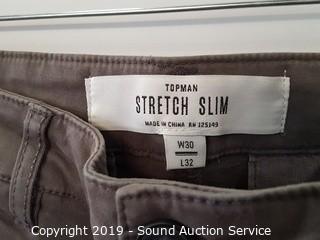 TOPMAN
STRETCH SLIM
MADE IN CHINA RN 125149
W30
L32
Copyright 2019 - Sound Auction Service